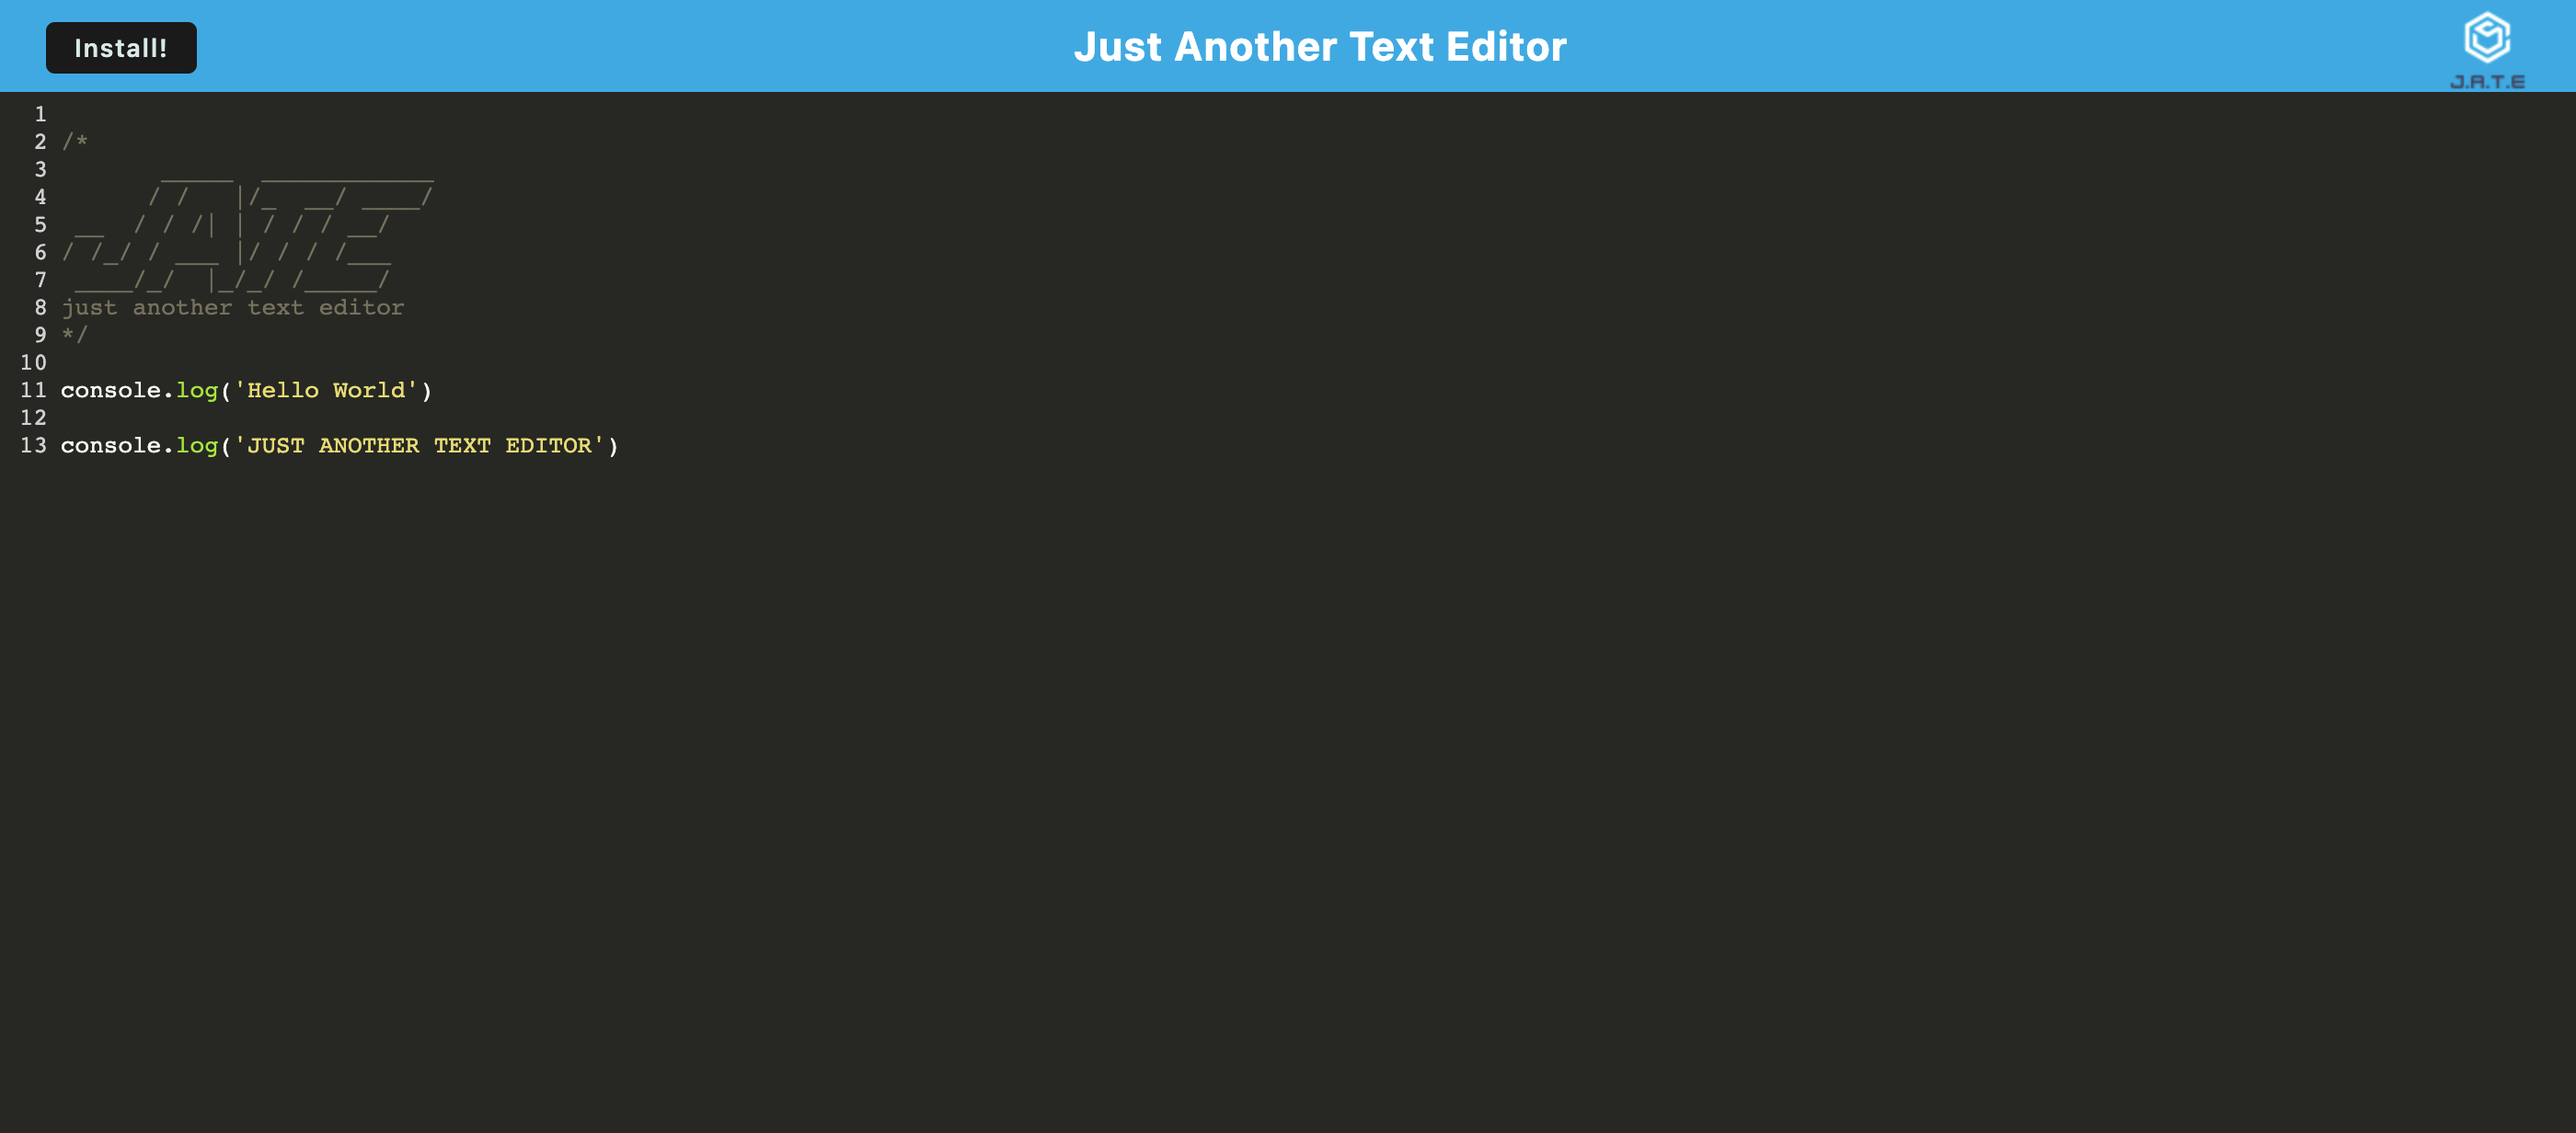 Install!
Just Another Text Editor
J.A.T.E
1
2 /*
3        _____  ____________
4       / /   |/_  __/ ____/
5  __  / / /| | / / / __/
6 / /_/ / ___ |/ / / /___
7  ____/_/  |_/_/ /_____/
8 just another text editor
9 */
10
11 console.log('Hello World')
12
13 console.log('JUST ANOTHER TEXT EDITOR')